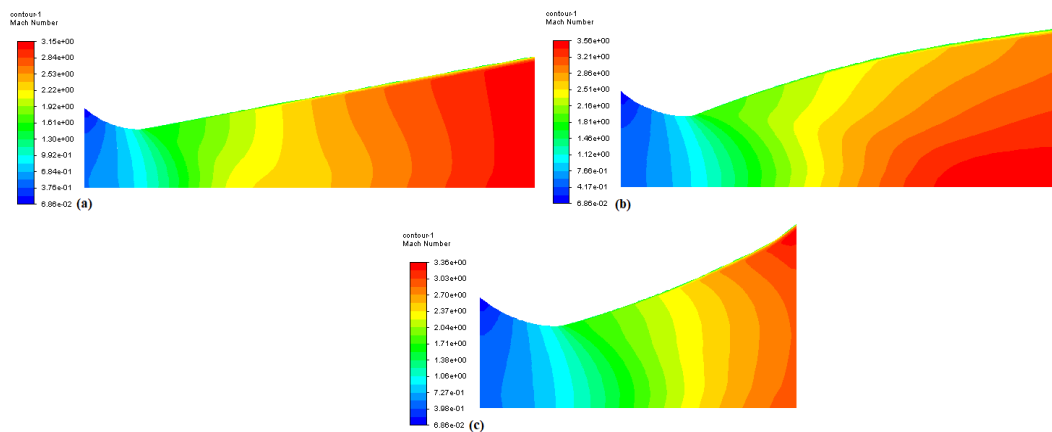 contour-1
Mach Number
3.15e+00
2.84e+00
2.53e+00
2.22e+00
1.92e+00
1.61e+00
1.30e+00
9.92e-01
6.84e-01
3.76e-01
6.86e-02
(a)
contour-1
Mach Number
3.56e+00
3.21e+00
2.86e+00
2.51e+00
2.16e+00
1.81e+00
1.46e+00
1.12e+00
7.66e-01
4.17e-01
6.86e-02
(b)
contour-1
Mach Number
3.36e+00
3.03e+00
2.70e+00
2.37e+00
2.04e+00
1.71e+00
1.38e+00
1.06e+00
7.27e-01
3.98e-01
6.86e-02
(c)